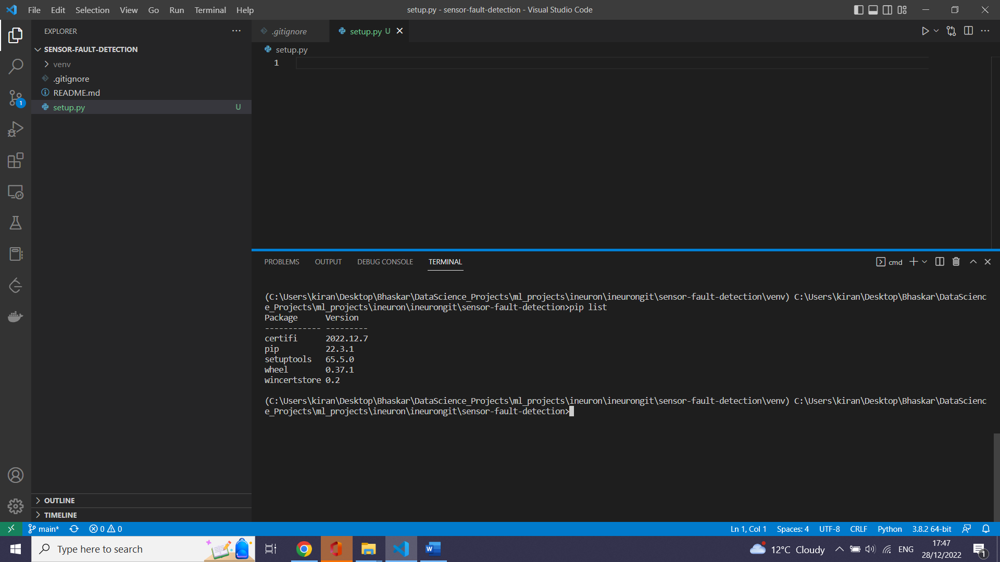 File Edit Selection View Go Run Terminal Help
setup.py - sensor-fault-detection - Visual Studio Code
EXPLORER
SENSOR-FAULT-DETECTION
venv
.gitignore
README.md
setup.py U
1
OUTLINE
TIMELINE
.gitignore
setup.py U
setup.py
1
PROBLEMS OUTPUT DEBUG CONSOLE TERMINAL
cmd
(C:\Users\kiran\Desktop\Bhaskar\DataScience_Projects\ml_projects\ineuron\ineurongit\sensor-fault-detection\venv) C:\Users\kiran\Desktop\Bhaskar\DataScienc
e_Projects\ml_projects\ineuron\ineurongit\sensor-fault-detection>pip list
Package Version
------------ ---------
certifi 2022.12.7
pip 22.3.1
setuptools 65.5.0
wheel 0.37.1
wincertstore 0.2
(C:\Users\kiran\Desktop\Bhaskar\DataScience_Projects\ml_projects\ineuron\ineurongit\sensor-fault-detection\venv) C:\Users\kiran\Desktop\Bhaskar\DataScienc
e_Projects\ml_projects\ineuron\ineurongit\sensor-fault-detection>
main* 0 0
Ln 1, Col 1 Spaces: 4 UTF-8 CRLF Python 3.8.2 64-bit
Type here to search
12°C Cloudy
ENG
17:47
28/12/2022
1